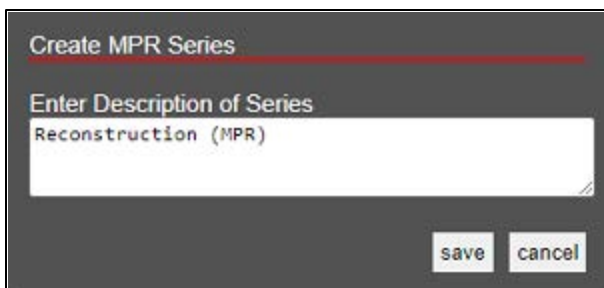 Create MPR Series
Enter Description of Series
Reconstruction (MPR)
save cancel